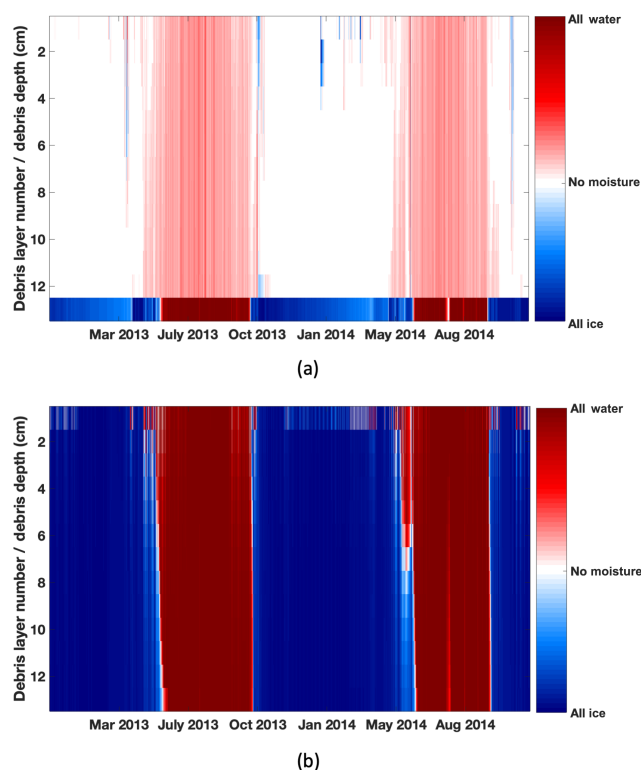 All water
Debris layer number / debris depth (cm)
2
4
6
8
10
12
No moisture
All ice
Mar 2013 July 2013 Oct 2013 Jan 2014 May 2014 Aug 2014
(a)
All water
Debris layer number / debris depth (cm)
2
4
6
8
10
12
No moisture
All ice
Mar 2013 July 2013 Oct 2013 Jan 2014 May 2014 Aug 2014
(b)